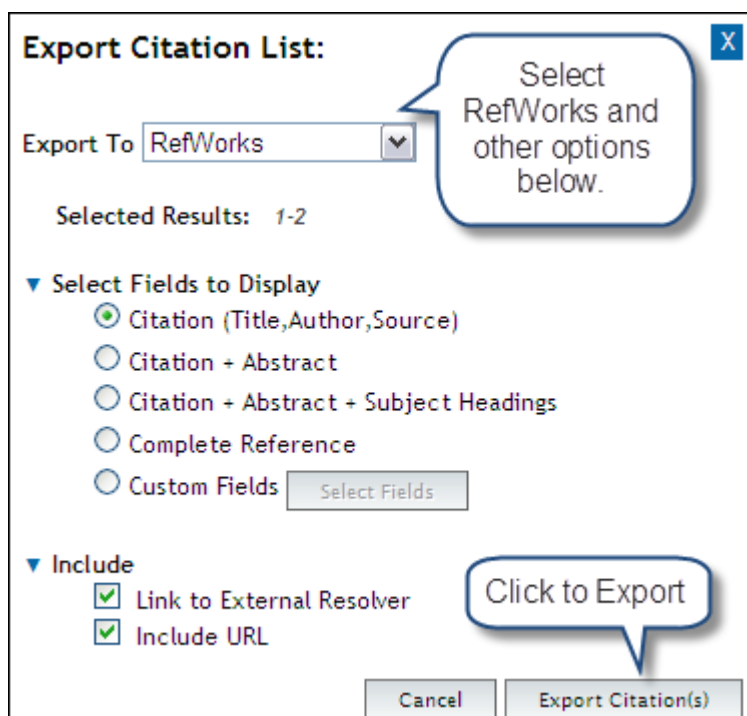 Export Citation List:
X
Select
RefWorks and
other options
below.
Export To RefWorks
Selected Results: 1-2
Select Fields to Display
Citation (Title,Author,Source)
Citation + Abstract
Citation + Abstract + Subject Headings
Complete Reference
Custom Fields Select Fields
Include
Link to External Resolver
Include URL
Click to Export
Cancel Export Citation(s)